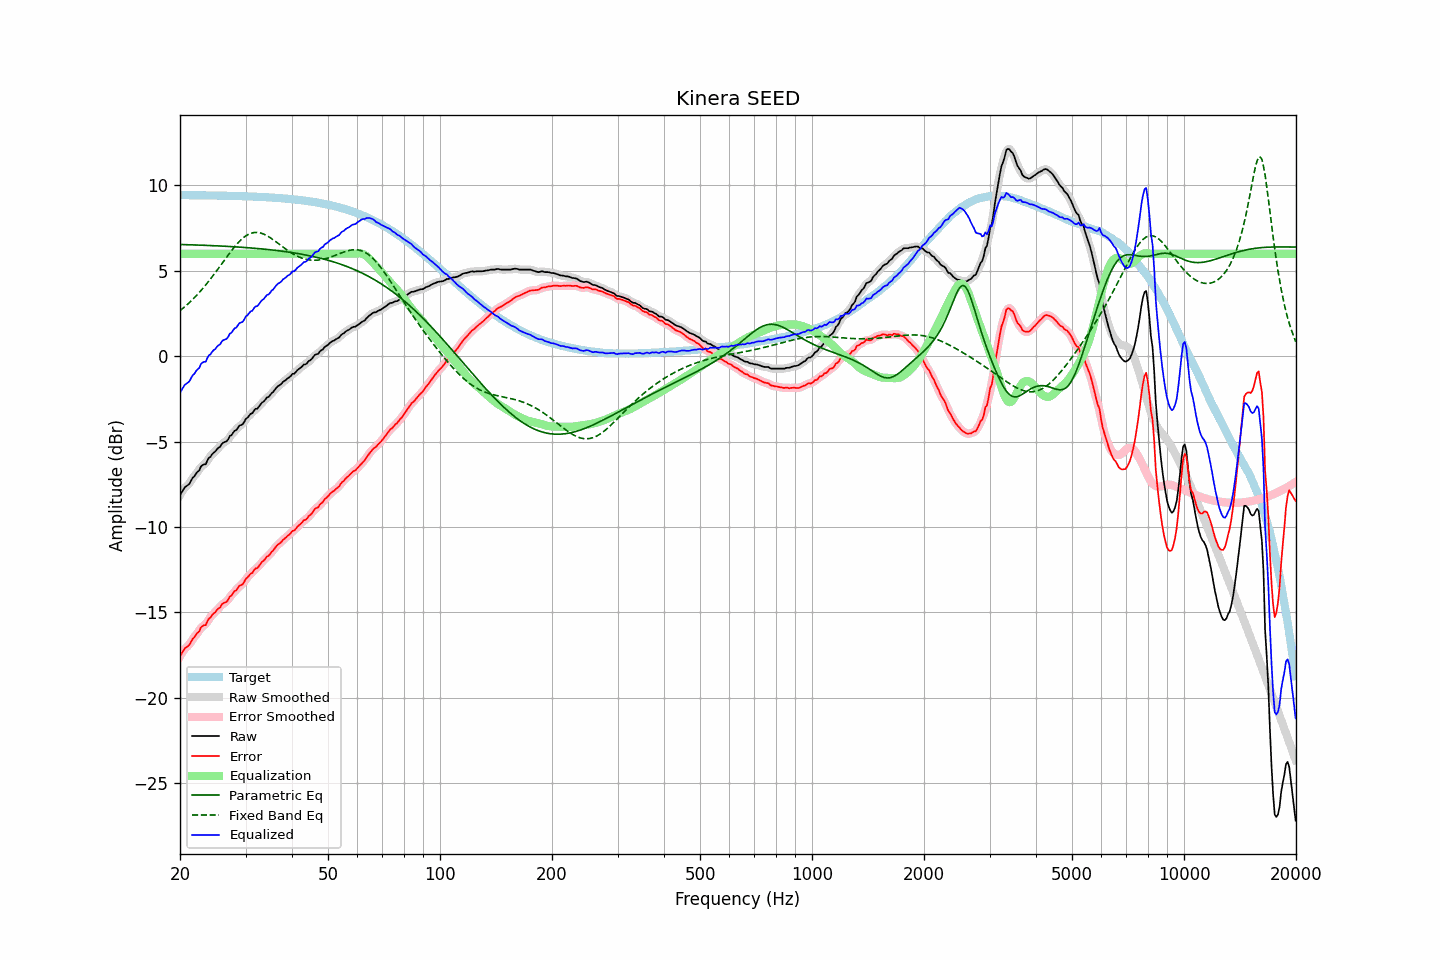 Kinera SEED
Amplitude (dBr)
10
5
0
−5
−10
−15
−20
−25
Target
Raw Smoothed
Error Smoothed
Raw
Error
Equalization
Parametric Eq
Fixed Band Eq
Equalized
20 50 100 200 500 1000 2000 5000 10000 20000
Frequency (Hz)